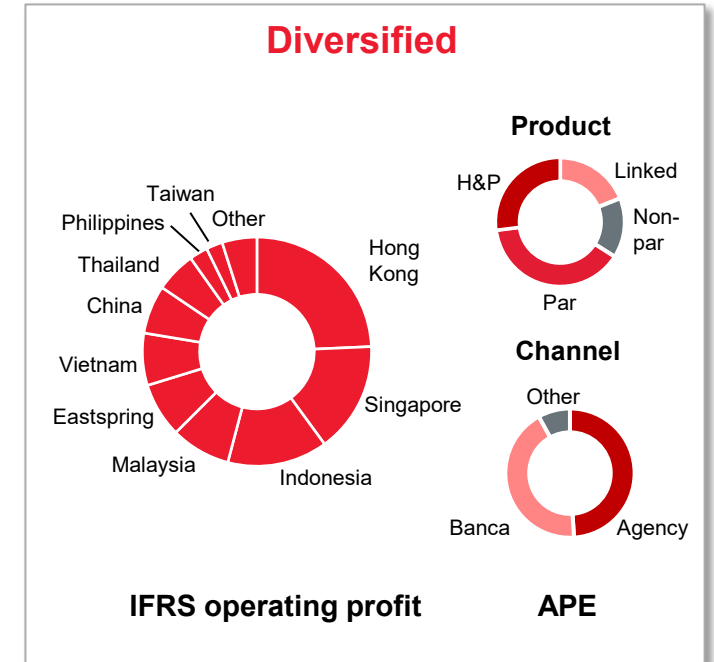 Diversified
Taiwan
Philippines
Other
Thailand
China
Vietnam
Eastspring
Malaysia
Indonesia
Singapore
Hong
Kong
IFRS operating profit
Product
H&P
Linked
Non-
par
Par
Channel
Other
Banca
Agency
APE